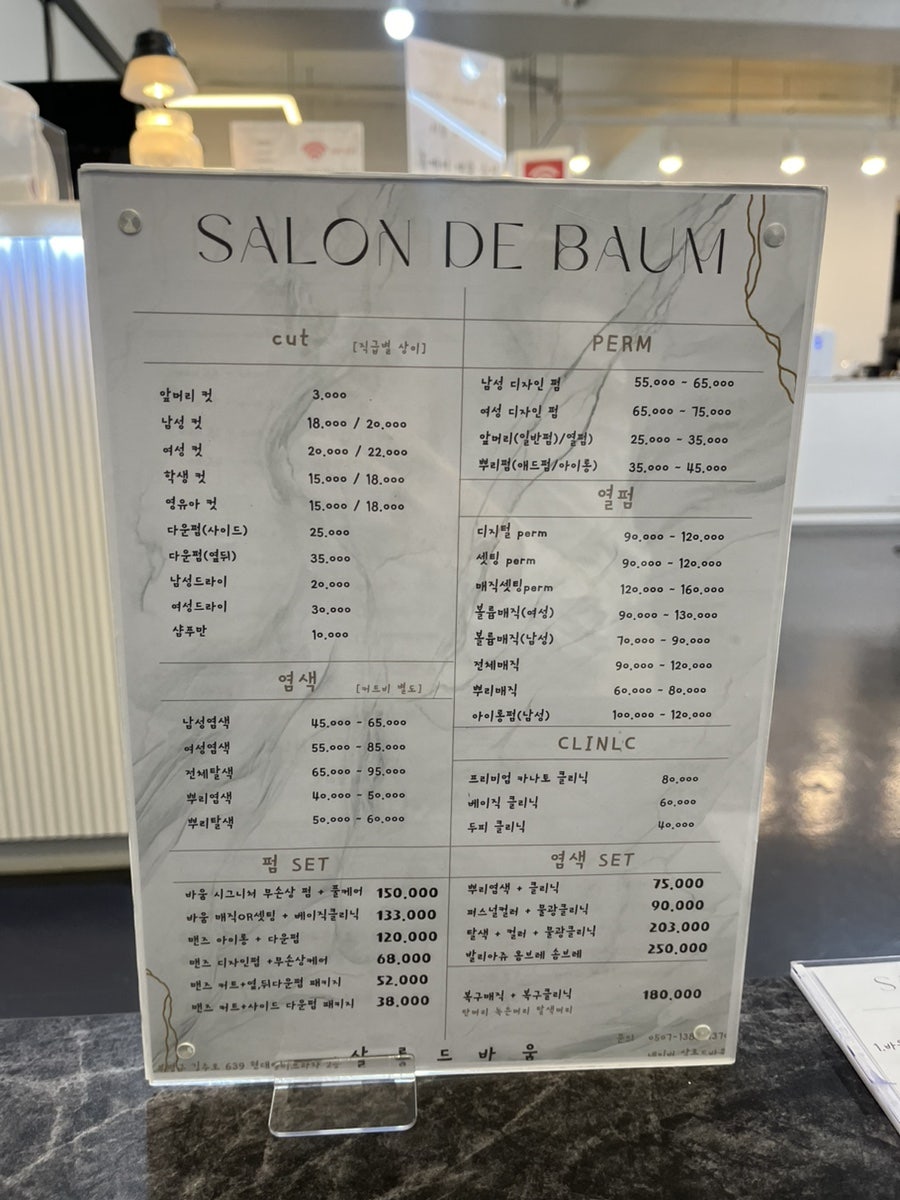 SALON DE BAUM
cut [직급별 상이]
앞머리 컷 3.000
남성 컷 18.000 / 20.000
여성 컷 20.000 / 22.000
학생 컷 15.000 / 18.000
영유아 컷 15.000 / 18.000
다운펌(사이드) 25.000
다운펌(옆뒤) 35.000
남성드라이 20.000
여성드라이 30.000
샴푸만 10.000
염색 [커트비 별도]
남성염색 45.000 - 65.000
여성염색 55.000 - 85.000
전체탈색 65.000 - 95.000
뿌리염색 40.000 - 50.000
뿌리탈색 50.000 - 60.000
펌 SET
바움 시그니처 무손상 펌 + 풀케어 150,000
바움 매직OR셋팅 + 베이직클리닉 133,000
맨즈 아이롱 + 다운펌 120,000
맨즈 디자인펌 +무손상케어 68,000
맨즈 커트+옆,뒤다운펌 패키지 52,000
맨즈 커트+사이드 다운펌 패키지 38,000
PERM
남성 디자인 펌 55.000 ~ 65.000
여성 디자인 펌 65.000 ~ 75.000
앞머리(일반펌)/열펌) 25.000 ~ 35.000
뿌리펌(애드펌/아이롱) 35.000 ~ 45.000
열펌
디지털 perm 90.000 ~ 120.000
셋팅 perm 90.000 ~ 120.000
매직셋팅perm 120.000 ~ 160.000
볼륨매직(여성) 90.000 ~ 130.000
볼륨매직(남성) 70.000 ~ 90.000
전체매직 90.000 ~ 120.000
뿌리매직 60.000 ~ 80.000
아이롱펌(남성) 100.000 ~ 120.000
CLINLC
프리미엄 카나토 클리닉 80.000
베이직 클리닉 60.000
두피 클리닉 40.000
염색 SET
뿌리염색 + 클리닉 75,000
퍼스널컬러 + 물광클리닉 90,000
탈색 + 컬러 + 물광클리닉 203,000
발리아쥬 옴브레 솜브레 250,000
복구매직 + 복구클리닉 180,000
탄머리 녹은머리 탈색머리
문의
살롱드바움
639